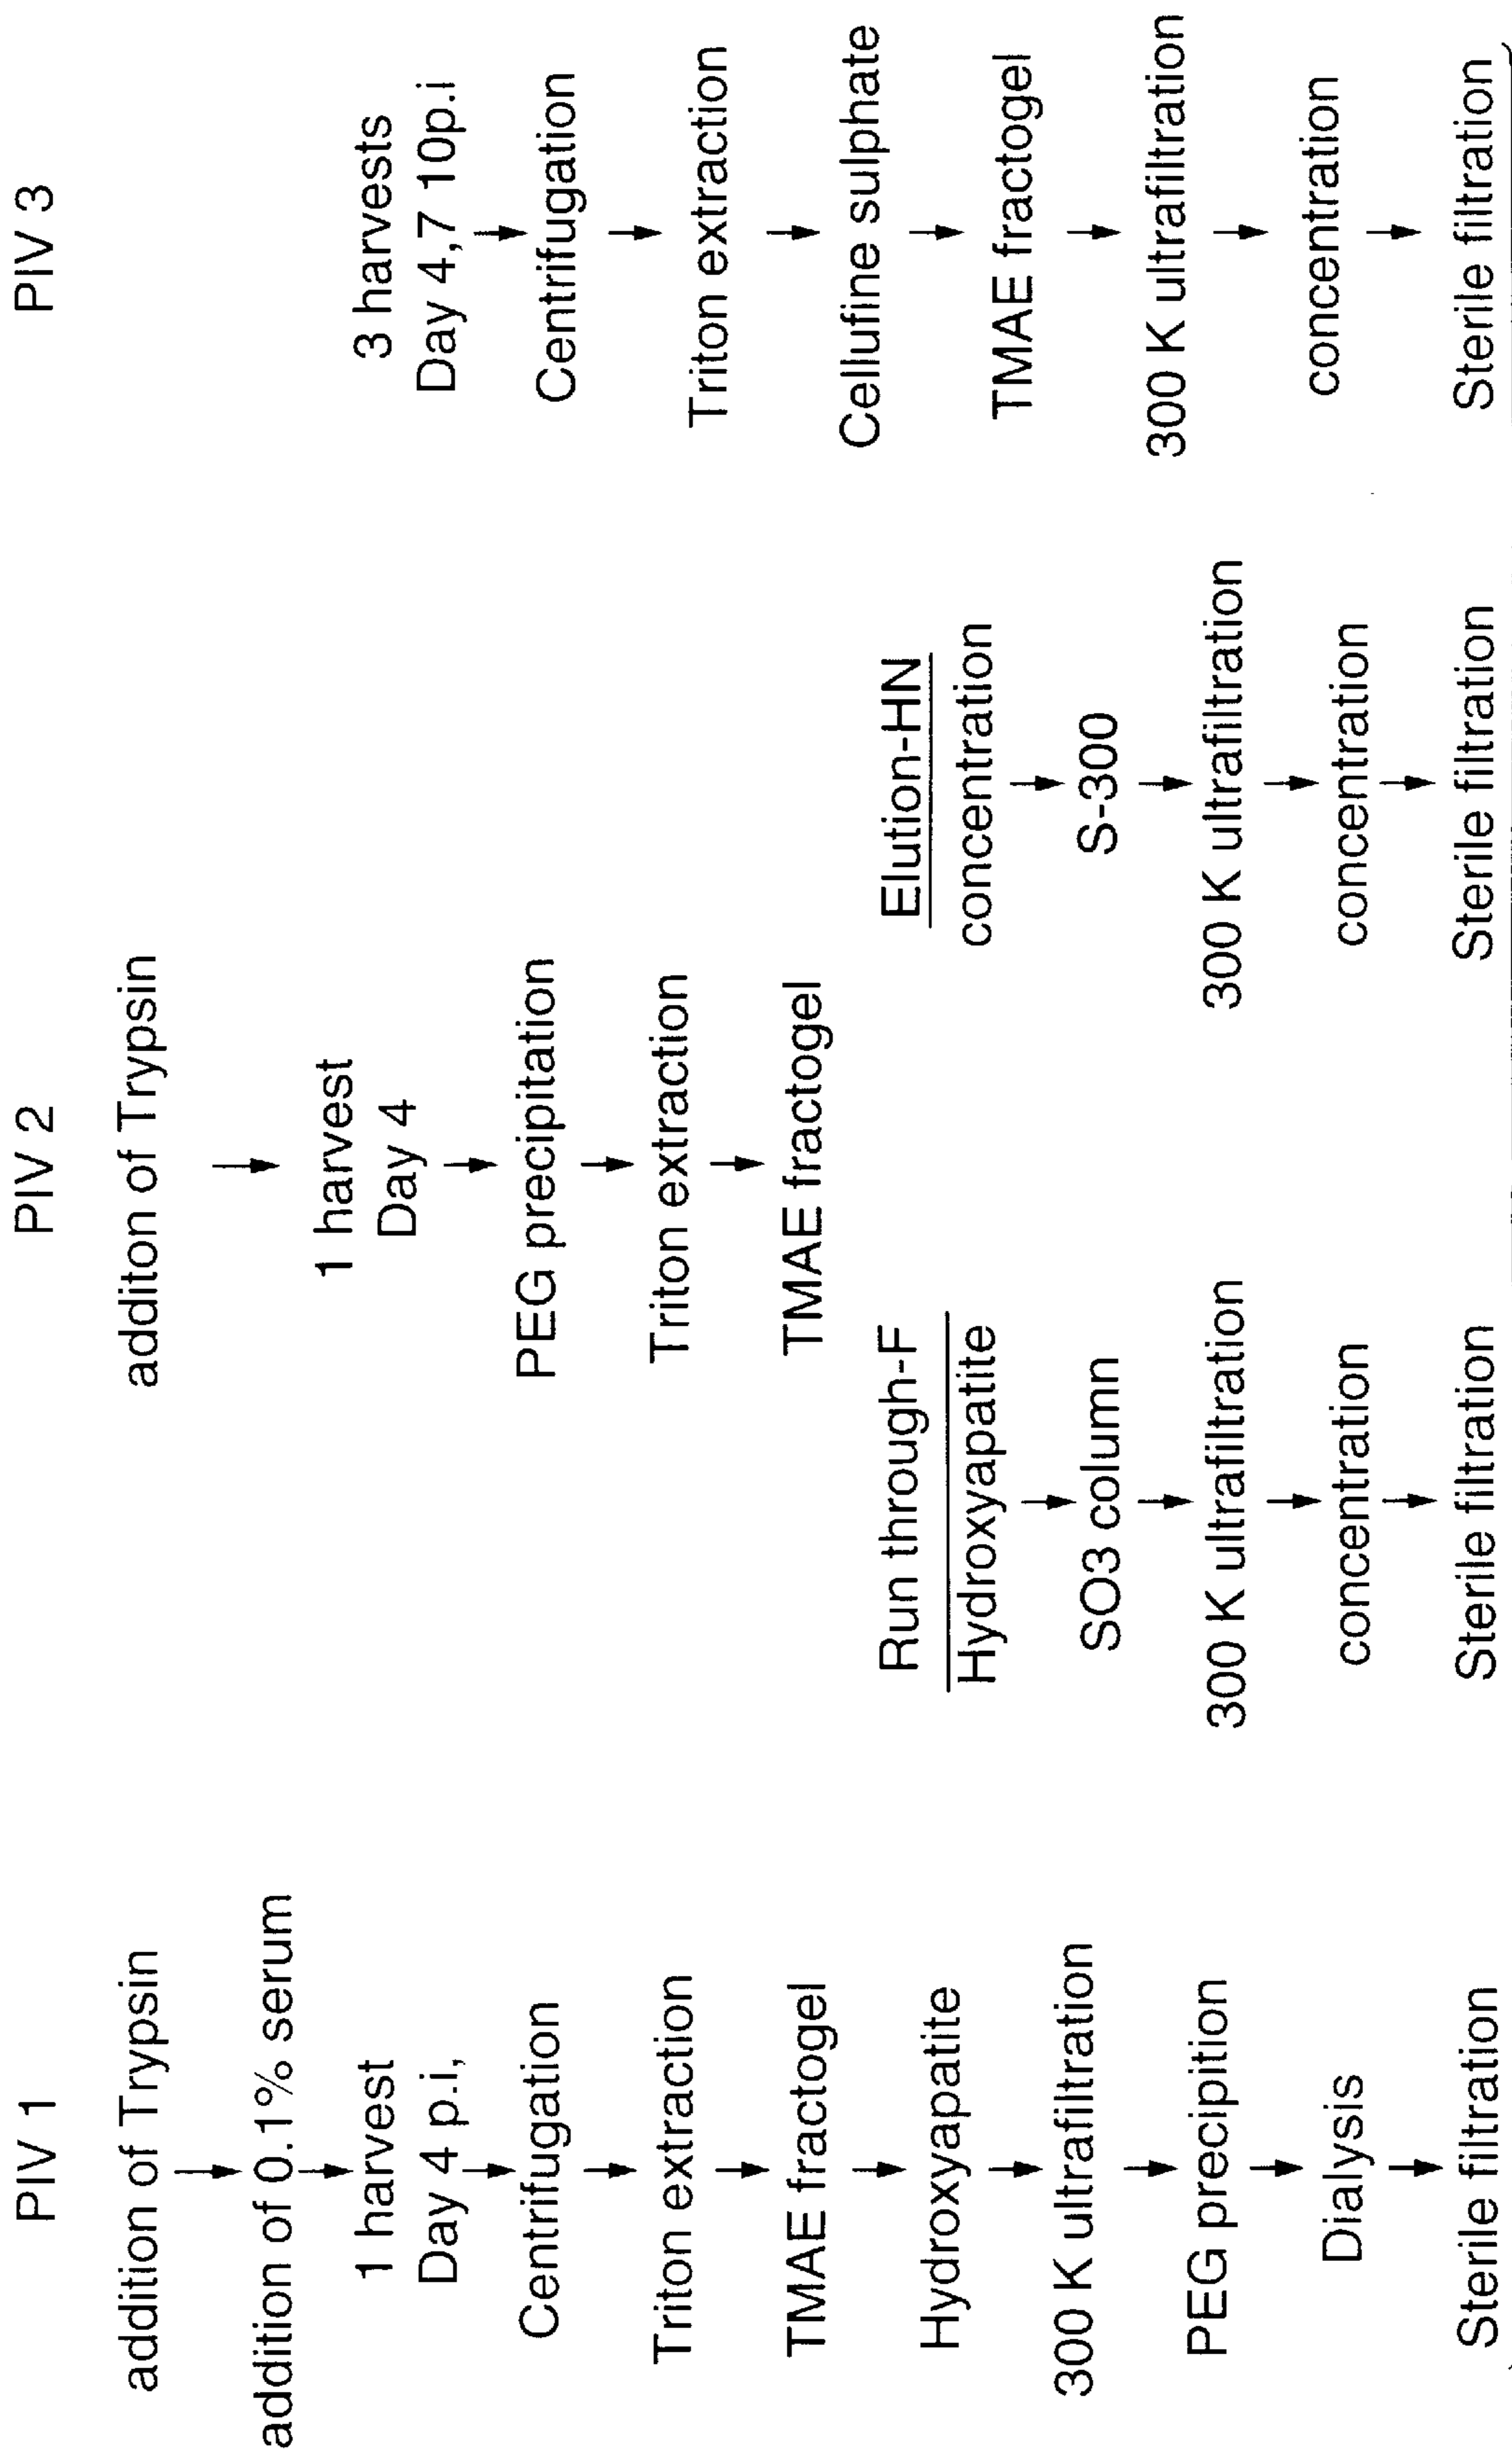 PIV 1
addition of Trypsin
addition of 0.1% serum
1 harvest
Day 4 p.i,
Centrifugation
Triton extraction
TMAE fractogel
Hydroxyapatite
300 K ultrafiltration
PEG precipition
Dialysis
Sterile filtration
PIV 2
additon of Trypsin
1 harvest
Day 4
PEG precipitation
Triton extraction
TMAE fractogel
Run through-F
Hydroxyapatite
SO3 column
300 K utrafiltration
concentration
Sterile filtration
Elution-HN
concentration
S-300
300 K utrafiltration
concentration
Sterile filtration
PIV 3
3 harvests
Day 4,7 10p.i
Centrifugation
Triton extraction
Cellufine sulphate
TMAE fractogel
300 K ultrafiltration
concentration
Sterile filtration